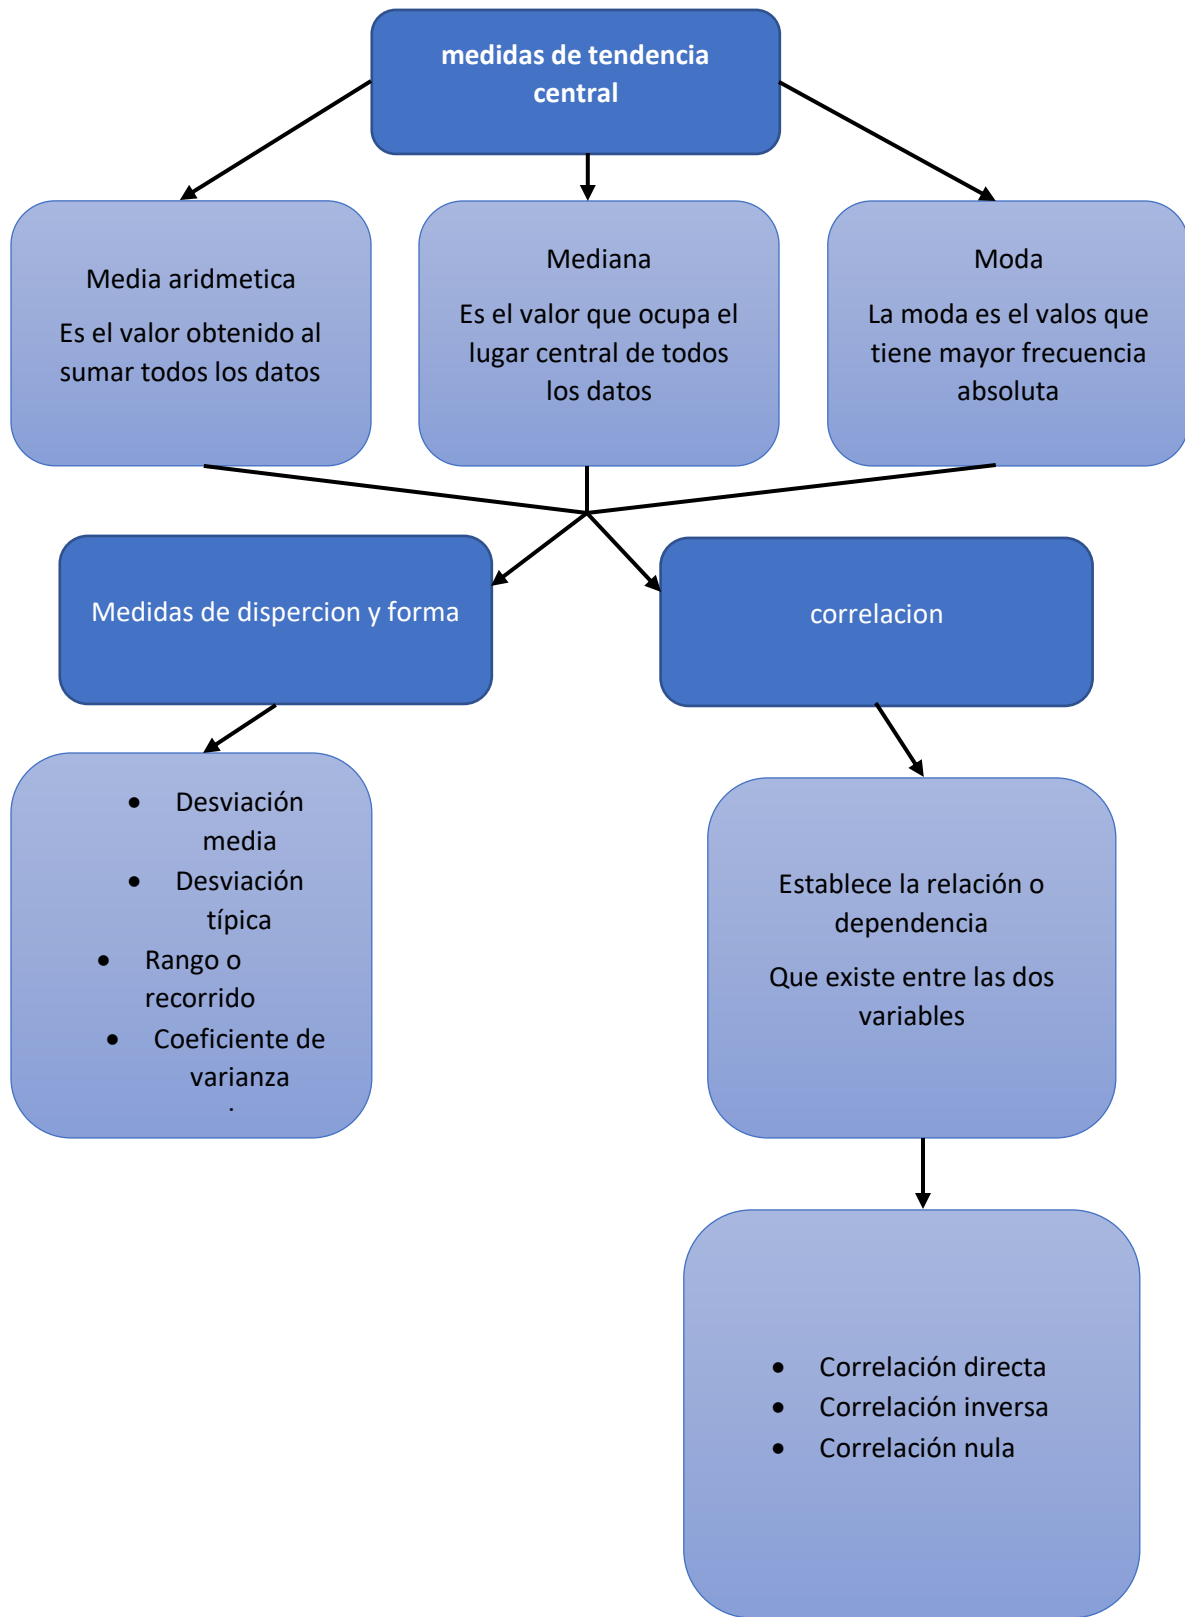 medidas de tendencia
central
Media aridmetica
Es el valor obtenido al
sumar todos los datos
Mediana
Es el valor que ocupa el
lugar central de todos
los datos
Moda
La moda es el valos que
tiene mayor frecuencia
absoluta
Medidas de dispercion y forma
correlacion
• Desviación
media
• Desviación
típica
• Rango o
recorrido
• Coeficiente de
varianza
Establece la relación o
dependencia
Que existe entre las dos
variables
• Correlación directa
• Correlación inversa
• Correlación nula